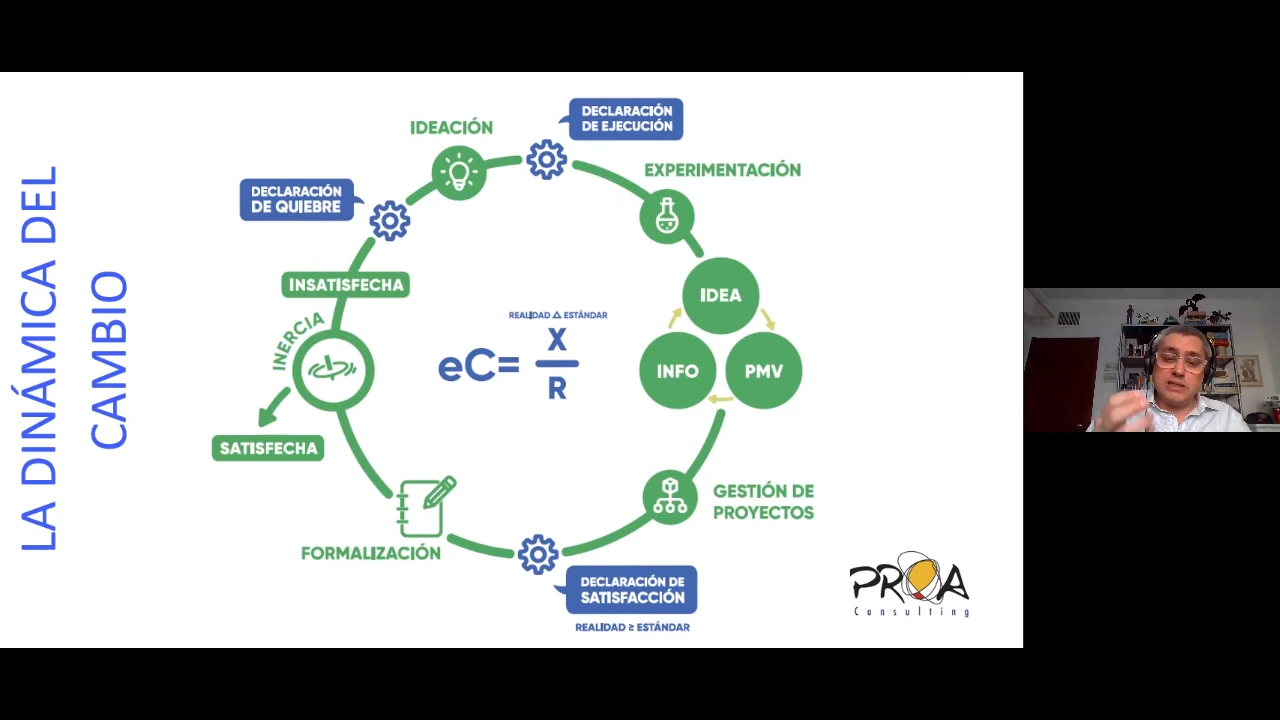 LA DINÁMICA DEL
CAMBIO
IDEACIÓN
DECLARACIÓN
DE EJECUCIÓN
EXPERIMENTACIÓN
DECLARACIÓN
DE QUIEBRE
INSATISFECHA
INERCIA
SATISFECHA
REALIDAD △ ESTÁNDAR
eC= X
R
IDEA
INFO
PMV
GESTIÓN DE
PROYECTOS
FORMALIZACIÓN
DECLARACIÓN DE
SATISFACCIÓN
REALIDAD ≥ ESTÁNDAR
PROA
Consulting